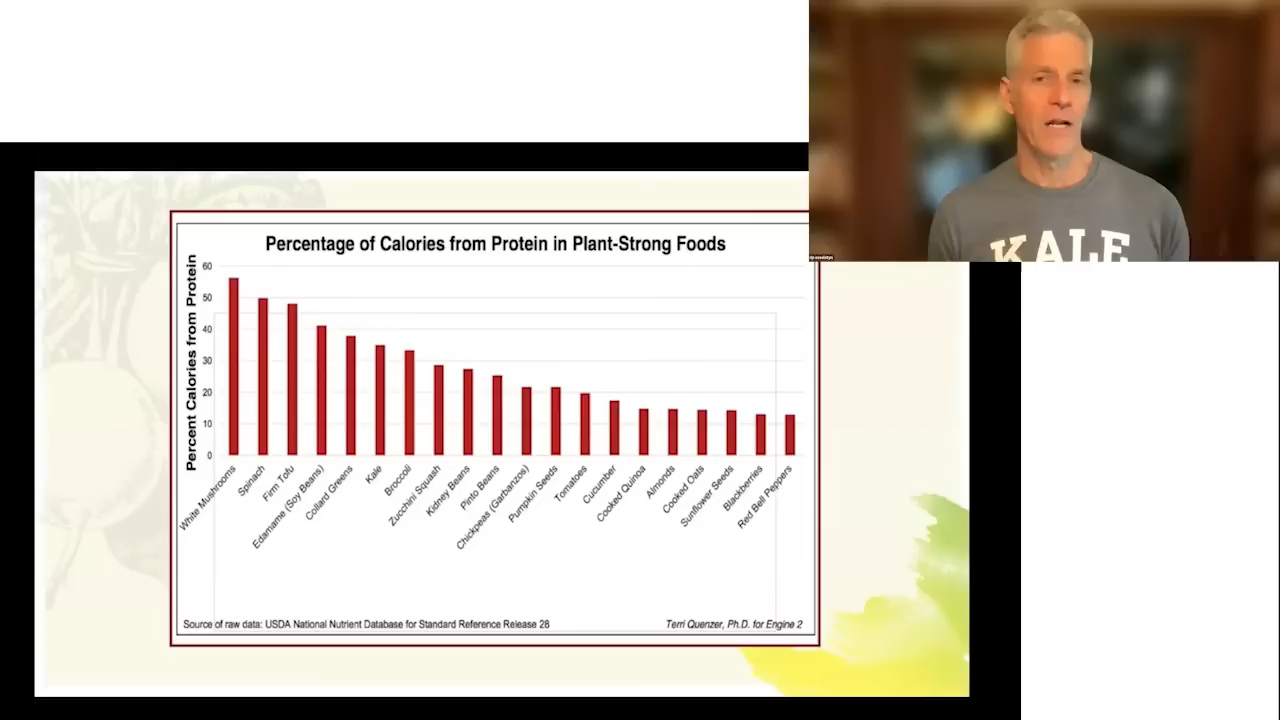 KALE
Percentage of Calories from Protein in Plant-Strong Foods
Percent Calories from Protein
60
50
40
30
20
10
0
White Mushrooms
Spinach
Firm Tofu
Edamame (Soy Beans)
Collard Greens
Kale
Broccoli
Zucchini Squash
Kidney Beans
Pinto Beans
Chickpeas (Garbanzos)
Pumpkin Seeds
Tomatoes
Cucumber
Cooked Quinoa
Almonds
Cooked Oats
Sunflower Seeds
Blackberries
Red Bell Peppers
Source of raw data: USDA National Nutrient Database for Standard Reference Release 28
Terri Quenzer, Ph.D. for Engine 2